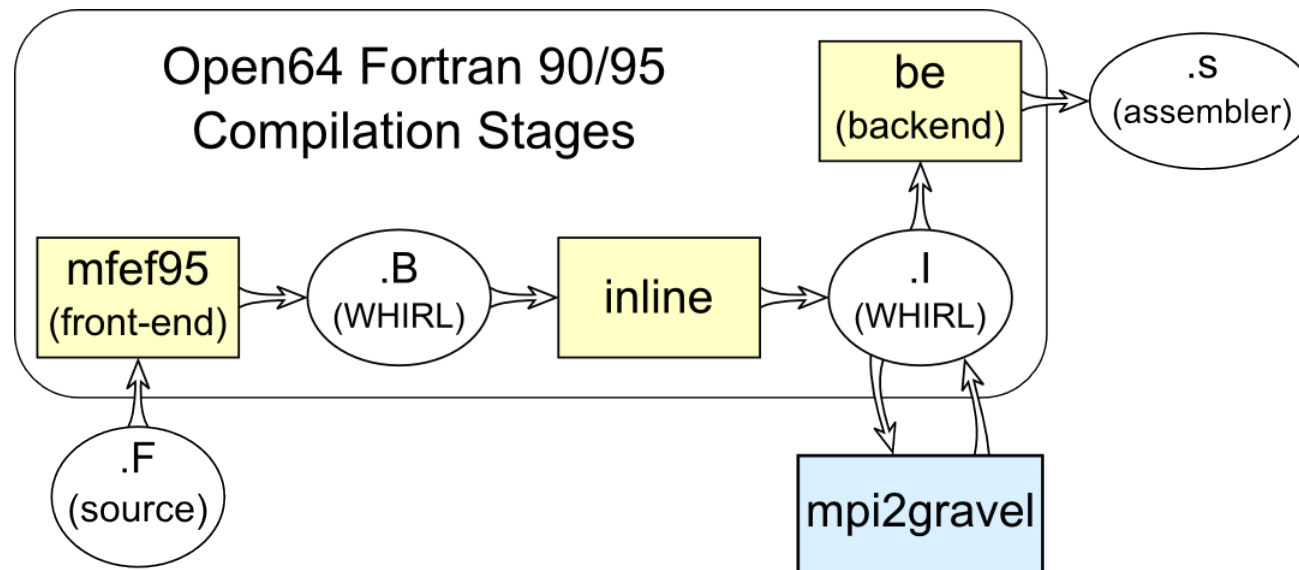 Open64 Fortran 90/95
Compilation Stages
be
(backend)
.s
(assembler)
mfef95
(front-end)
.B
(WHIRL)
inline
.I
(WHIRL)
.F
(source)
mpi2gravel